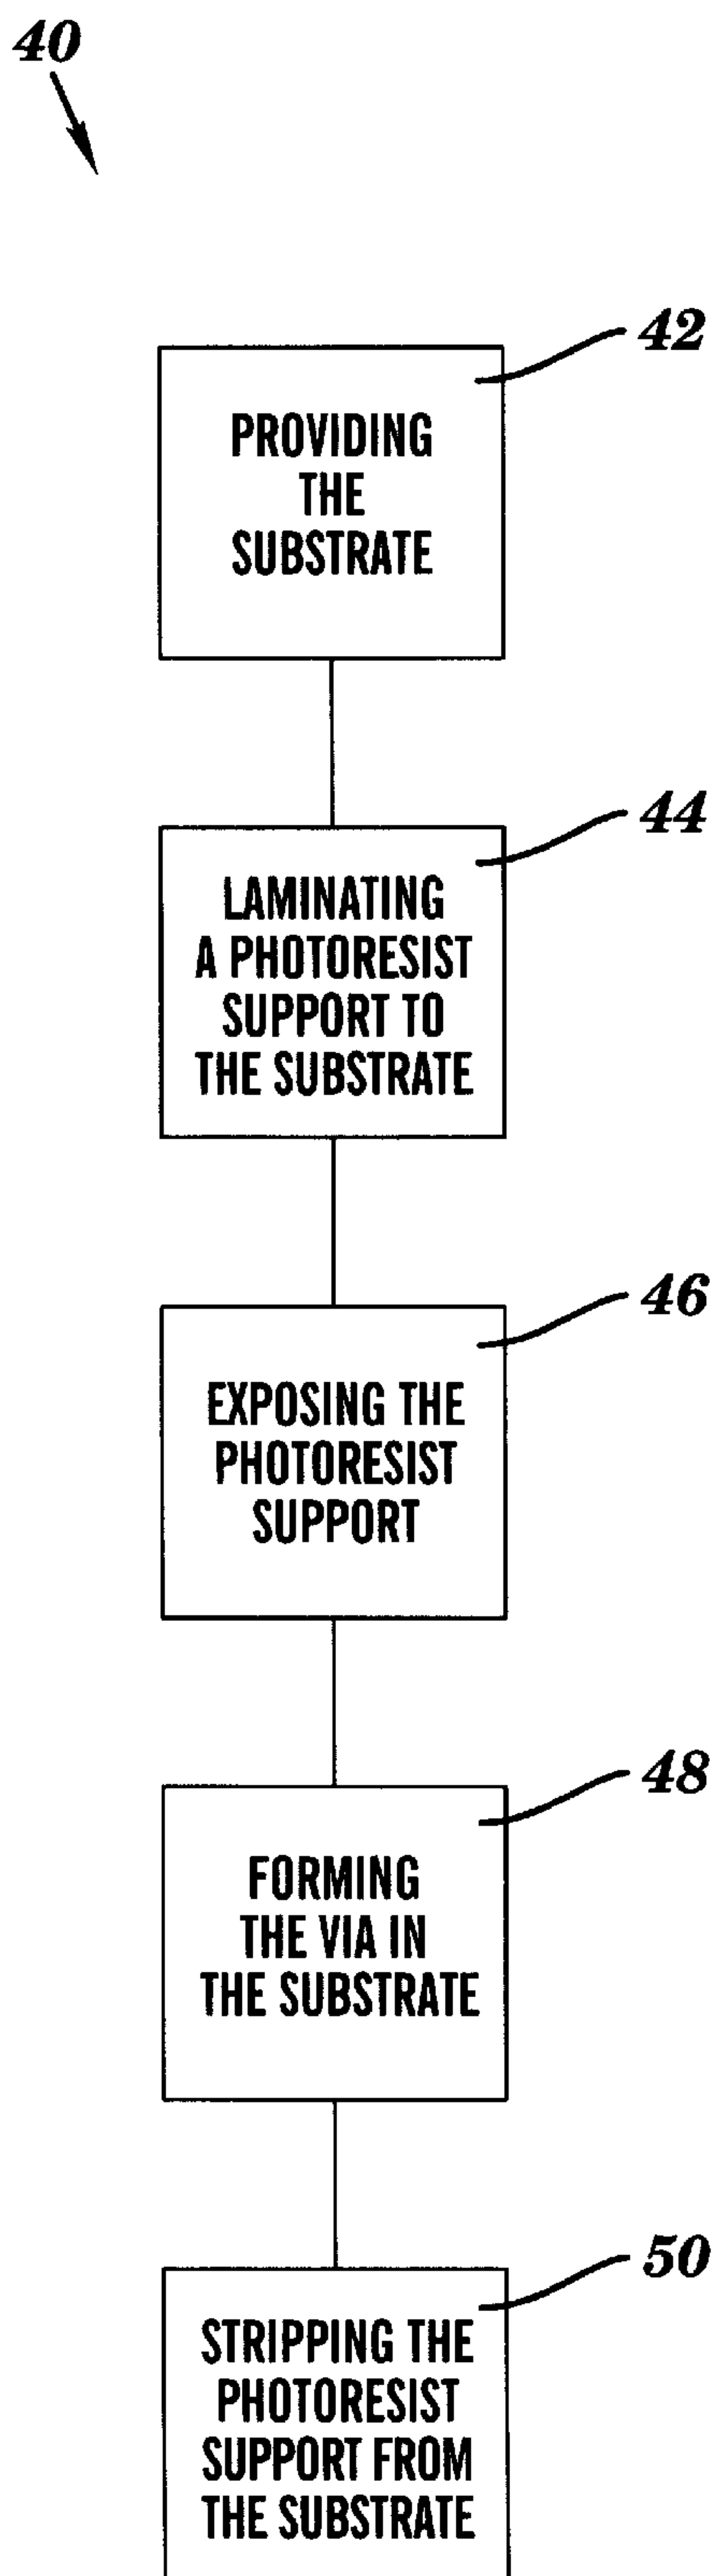 40
42
PROVIDING
THE
SUBSTRATE
44
LAMINATING
A PHOTORESIST
SUPPORT TO
THE SUBSTRATE
46
EXPOSING THE
PHOTORESIST
SUPPORT
48
FORMING
THE VIA IN
THE SUBSTRATE
50
STRIPPING THE
PHOTORESIST
SUPPORT FROM
THE SUBSTRATE